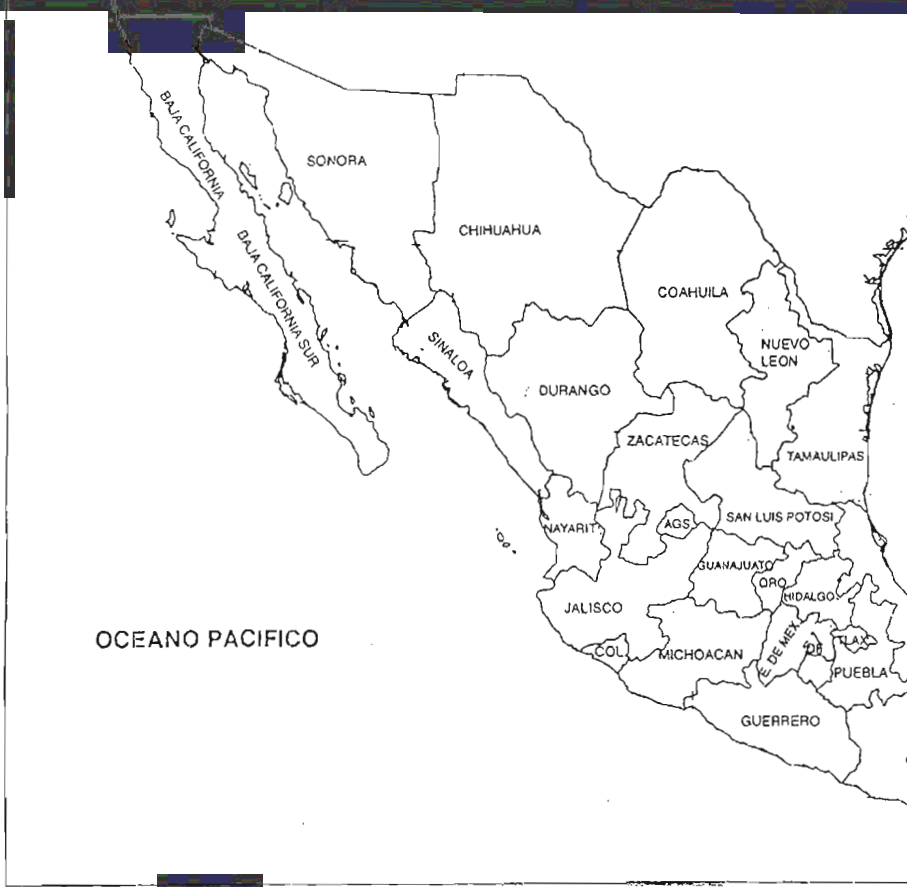 BAJA CALIFORNIA
SONORA
CHIHUAHUA
BAJA CALIFORNIA SUR
COAHUILA
SINALOA
NUEVO
LEON
DURANGO
ZACATECAS
TAMAULIPAS
NAYARIT
AGS.
SAN LUIS POTOSI
GUANAJUATO
QRO
HIDALGO
JALISCO
OCEANO PACIFICO
COL
MICHOACAN
E. DE MEX.
DF
TLAX
PUEBLA
GUERRERO